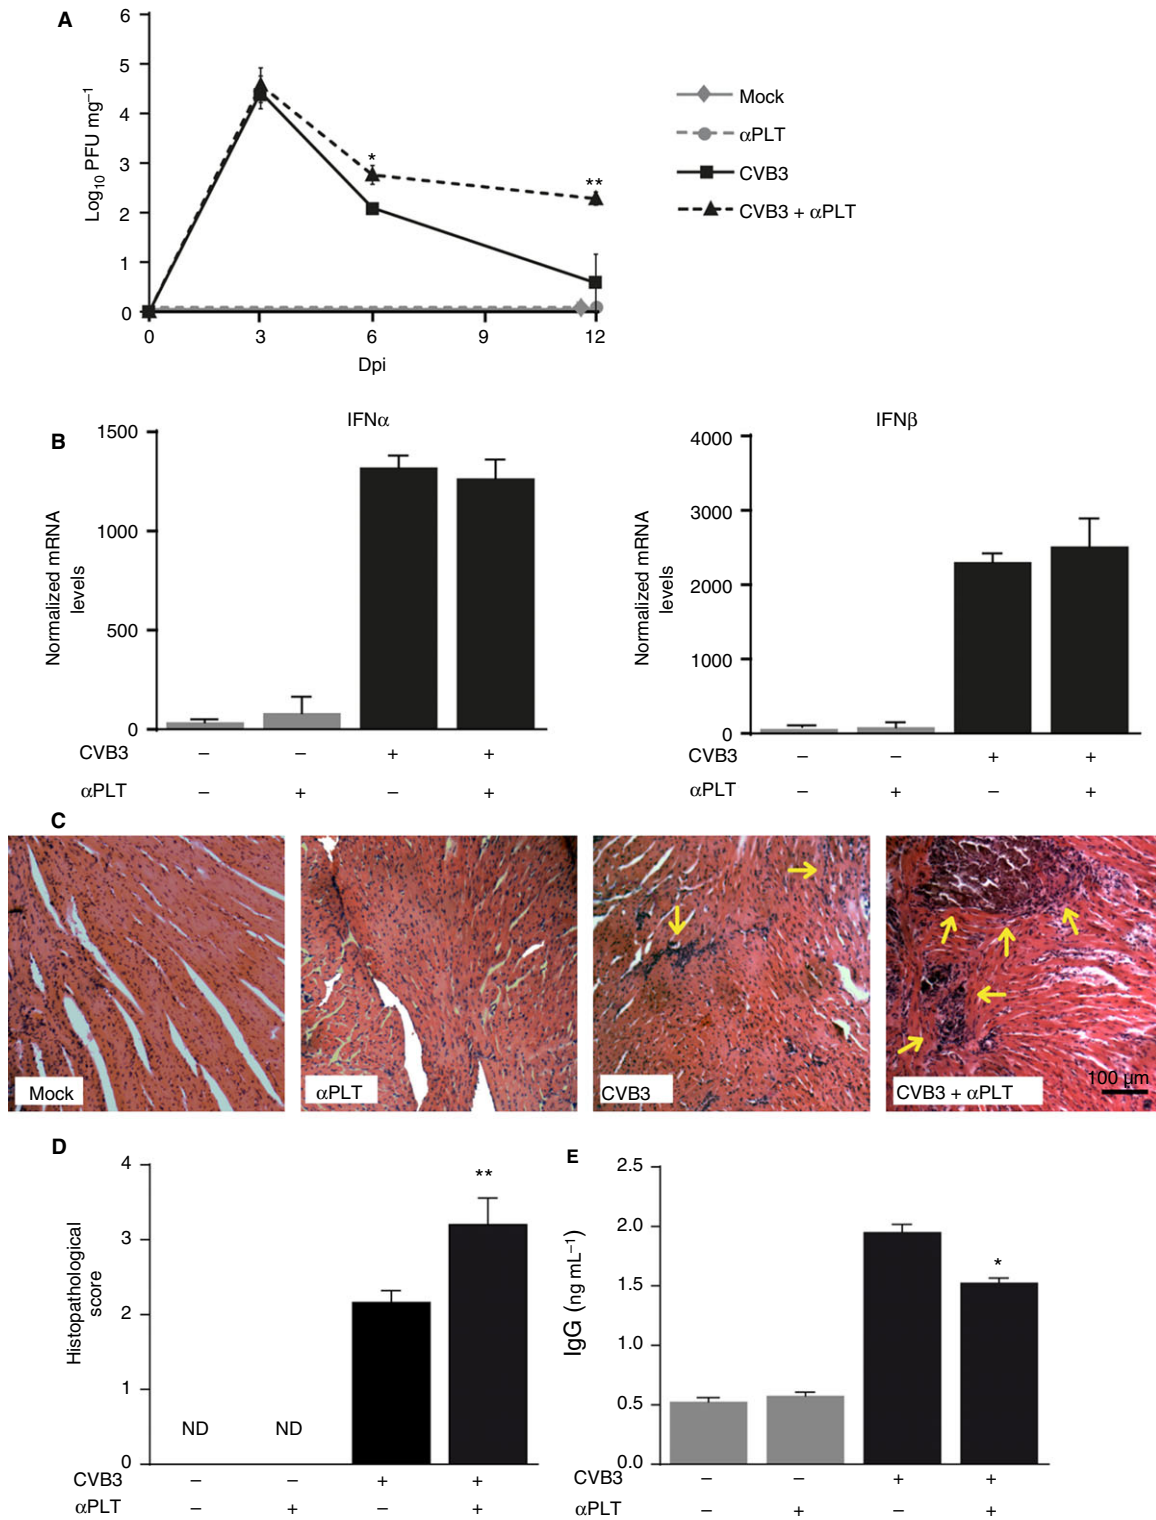 A
6
5
4
3
2
1
0
Log10 PFU mg−1
0 3 6 9 12
Dpi
*
**
Mock
αPLT
CVB3
CVB3 + αPLT
B
IFNα
1500
1000
500
0
Normalized mRNA
levels
CVB3 − − + +
αPLT − + − +
IFNβ
4000
3000
2000
1000
0
Normalized mRNA
levels
CVB3 − − + +
αPLT − + − +
C
Mock
αPLT
CVB3
CVB3 + αPLT
100 µm
D
4
3
2
1
0
Histopathological
score
ND ND
**
CVB3 − − + +
αPLT − + − +
E
2.5
2.0
1.5
1.0
0.5
0.0
IgG (ng mL−1)
*
CVB3 − − + +
αPLT − + − +